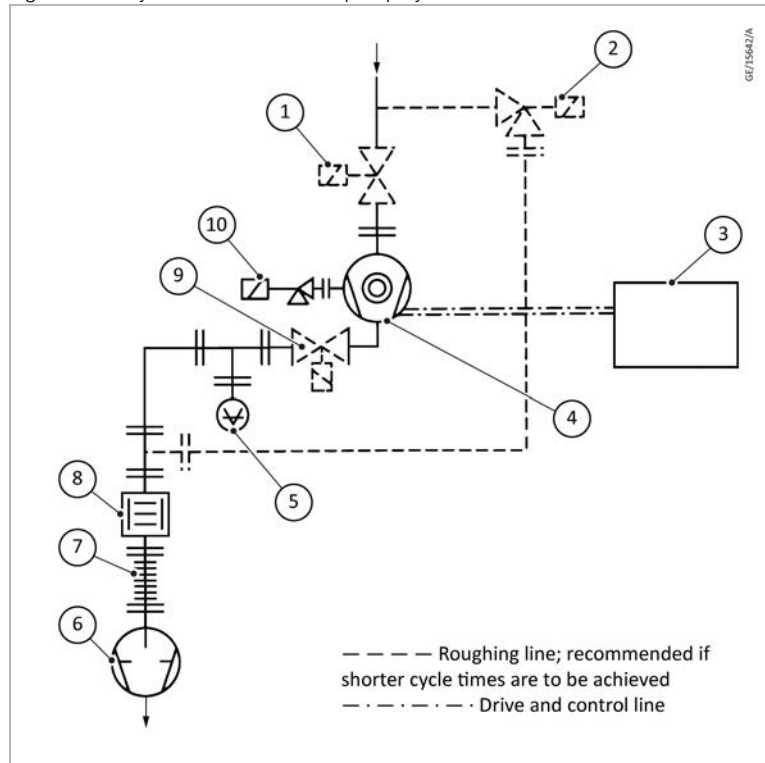 GE/15642/A
2
1
3
10
9
4
5
8
7
6
Roughing line; recommended if
shorter cycle times are to be achieved
Drive and control line